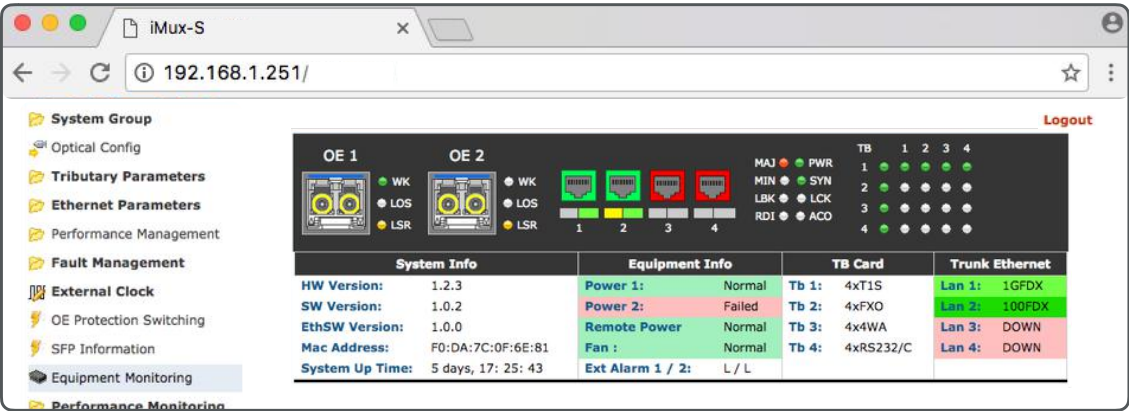 iMux-S
192.168.1.251/
System Group
Optical Config
Tributary Parameters
Ethernet Parameters
Performance Management
Fault Management
External Clock
OE Protection Switching
SFP Information
Equipment Monitoring
Performance Monitoring
Logout
OE 1
WK
LOS
LSR
OE 2
WK
LOS
LSR
1 2 3 4
MAJ PWR
MIN SYN
LBK LCK
RDI ACO
TB 1 2 3 4
1
2
3
4
System Info Equipment Info TB Card Trunk Ethernet
HW Version: 1.2.3 Power 1: Normal Tb 1: 4xT1S Lan 1: 1GFDX
SW Version: 1.0.2 Power 2: Failed Tb 2: 4xFXO Lan 2: 100FDX
EthSW Version: 1.0.0 Remote Power Normal Tb 3: 4x4WA Lan 3: DOWN
Mac Address: F0:DA:7C:0F:6E:81 Fan : Normal Tb 4: 4xRS232/C Lan 4: DOWN
System Up Time: 5 days, 17: 25: 43 Ext Alarm 1 / 2: L / L